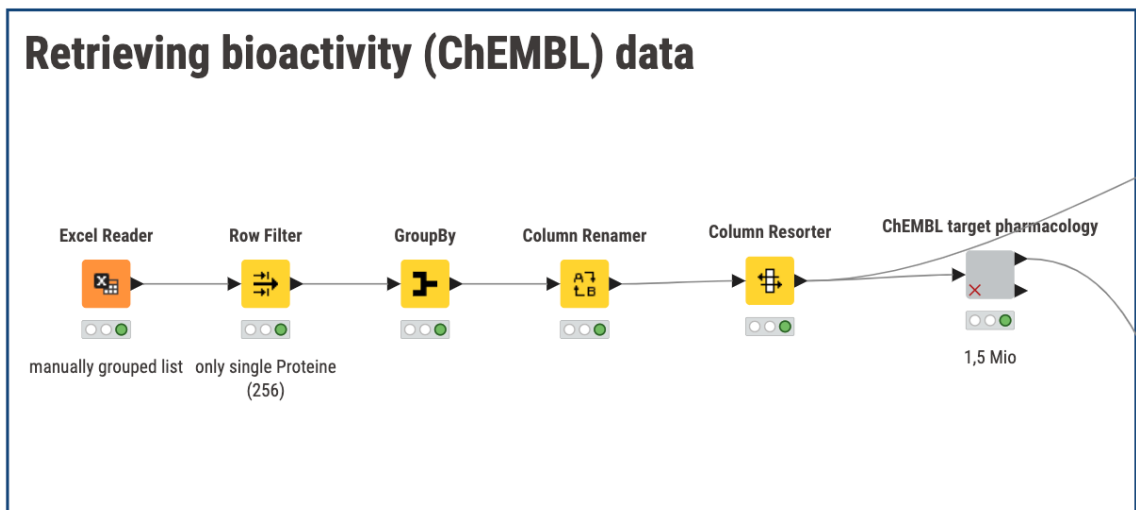 Retrieving bioactivity (ChEMBL) data
Excel Reader
Row Filter
GroupBy
Column Renamer
Column Resorter
ChEMBL target pharmacology
X
A
B
manually grouped list
only single Proteine
(256)
1,5 Mio